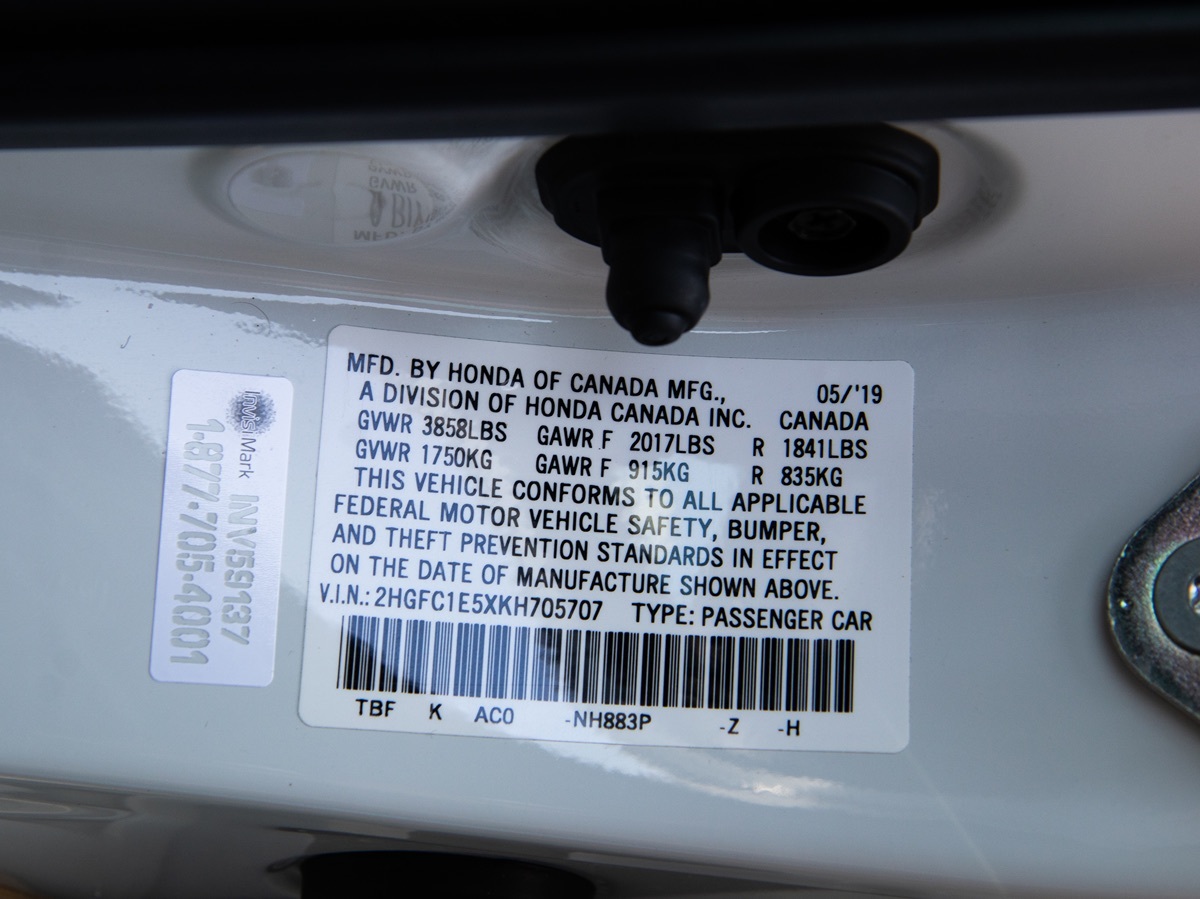 MFD. BY HONDA OF CANADA MFG., 05/'19
A DIVISION OF HONDA CANADA INC. CANADA
GVWR 3858LBS GAWR F 2017LBS R 1841LBS
GVWR 1750KG GAWR F 915KG R 835KG
THIS VEHICLE CONFORMS TO ALL APPLICABLE
FEDERAL MOTOR VEHICLE SAFETY, BUMPER,
AND THEFT PREVENTION STANDARDS IN EFFECT
ON THE DATE OF MANUFACTURE SHOWN ABOVE.
V.I.N.: 2HGFC1E5XKH705707 TYPE: PASSENGER CAR
TBF K AC0 -NH883P -Z -H
InvisiMark INV59137
1-877-705-4001